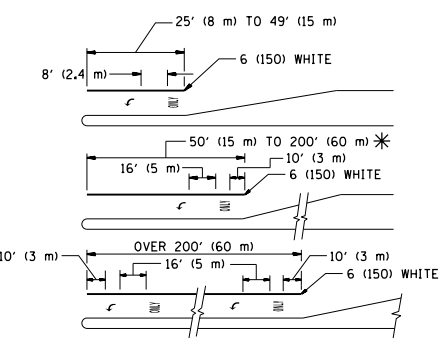 25' (8 m) TO 49' (15 m)
6 (150) WHITE
8' (2.4 m)
ONLY
50' (15 m) TO 200' (60 m) *
16' (5 m)
10' (3 m)
6 (150) WHITE
ONLY
OVER 200' (60 m)
10' (3 m)
16' (5 m)
10' (3 m)
6 (150) WHITE
ONLY
ONLY